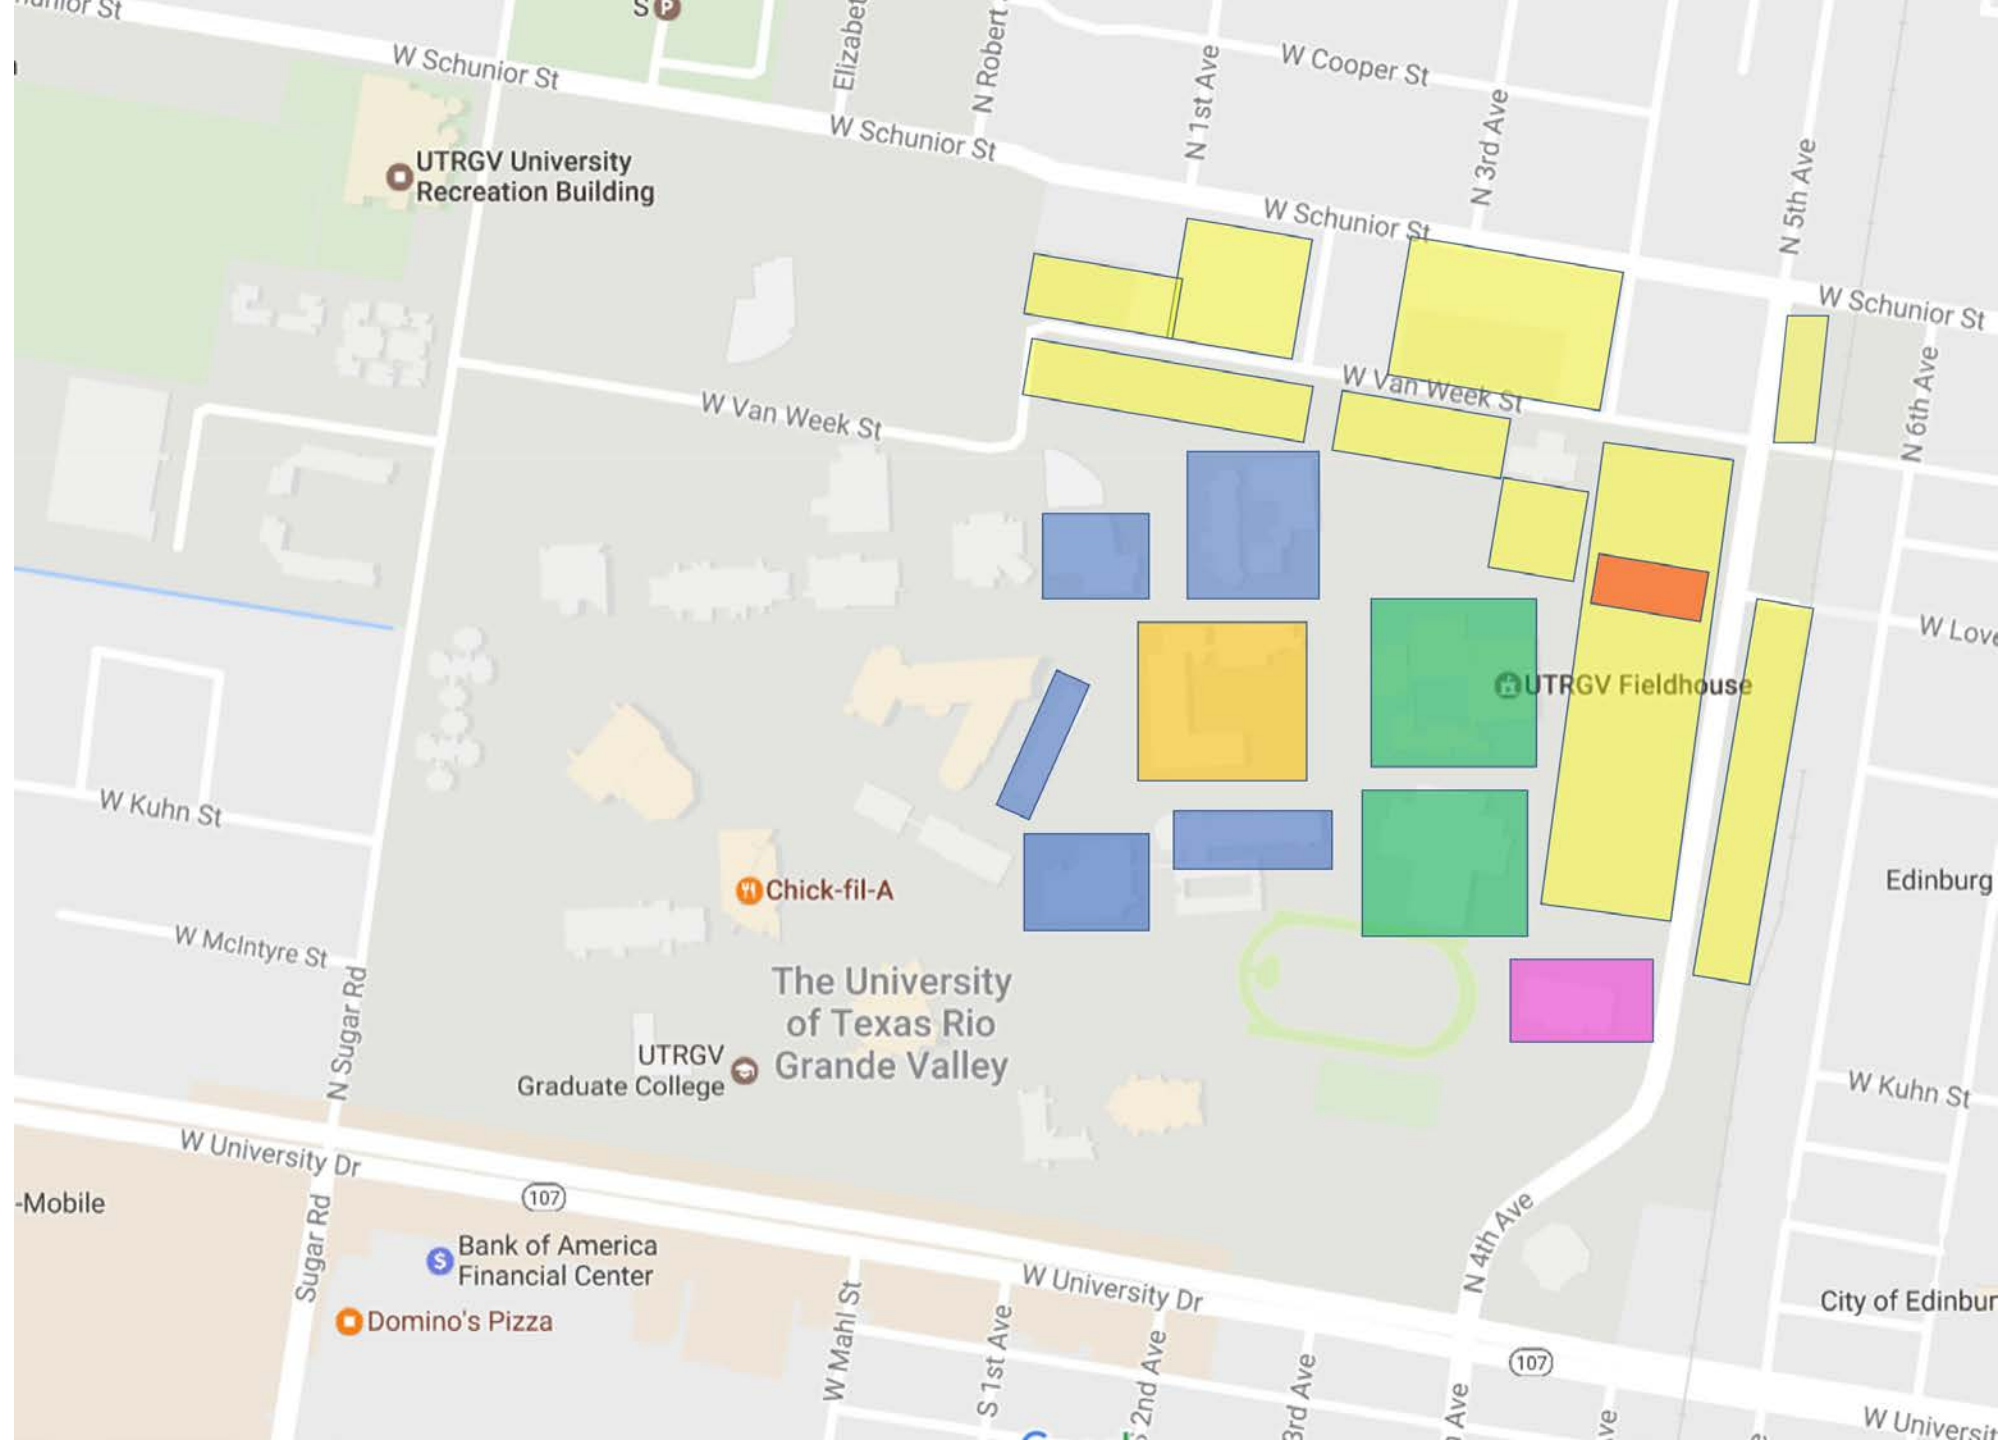 S
W Schunior St
Elizabet
N Robert
N 1st Ave
W Cooper St
N 3rd Ave
W Schunior St
N 5th Ave
UTRGV University
Recreation Building
W Schunior St
W Schunior St
N 6th Ave
W Van Week St
W Van Week St
W Love
UTRGV Fieldhouse
W Kuhn St
Edinburg
Chick-fil-A
W McIntyre St
N Sugar Rd
The University
of Texas Rio
Grande Valley
UTRGV
Graduate College
W Kuhn St
W University Dr
107
-Mobile
Sugar Rd
Bank of America
Financial Center
Domino's Pizza
W Mahl St
S 1st Ave
W University Dr
2nd Ave
3rd Ave
N 4th Ave
Ave
107
City of Edinbur
W Universit